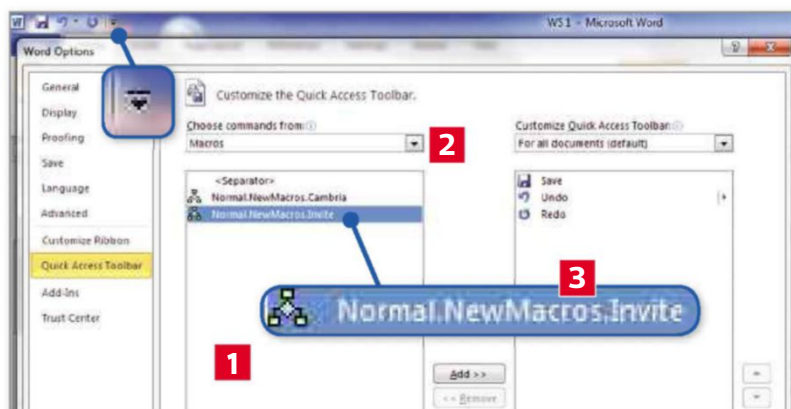 W WS1 - Microsoft Word
Word Options
General
Display
Proofing
Save
Language
Advanced
Customize Ribbon
Quick Access Toolbar
Add-Ins
Trust Center
Customize the Quick Access Toolbar.
Choose commands from:
Macros
2
<Separator>
Normal.NewMacros.Cambria
Normal.NewMacros.Invite
Customize Quick Access Toolbar:
For all documents (default)
Save
Undo
Redo
3
Normal.NewMacros.Invite
1
Add >>
<< Remove